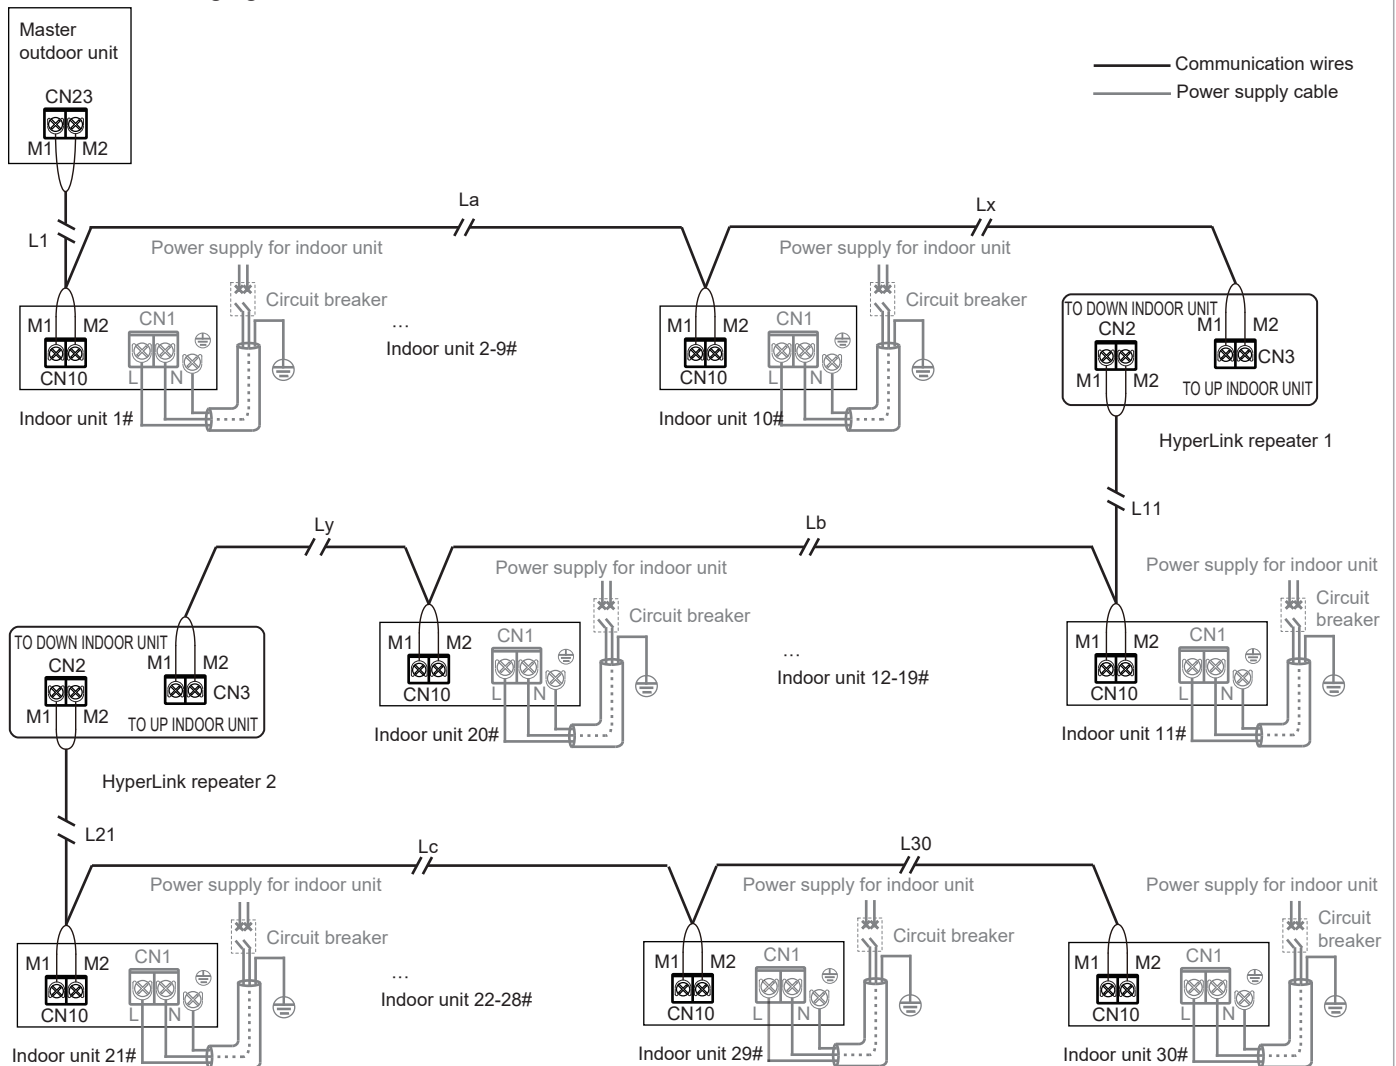 Master
outdoor unit
CN23
M1 M2
Communication wires
Power supply cable
L1
La
Lx
Power supply for indoor unit
Circuit breaker
M1 M2 CN1
CN10 L N
Indoor unit 1#
...
Indoor unit 2-9#
Power supply for indoor unit
Circuit breaker
M1 M2 CN1
CN10 L N
Indoor unit 10#
TO DOWN INDOOR UNIT
CN2 M1 M2
CN3
M1 M2
TO UP INDOOR UNIT
HyperLink repeater 1
L11
Ly
Lb
TO DOWN INDOOR UNIT
CN2 M1 M2
CN3
M1 M2
TO UP INDOOR UNIT
HyperLink repeater 2
Power supply for indoor unit
Circuit breaker
M1 M2 CN1
CN10 L N
Indoor unit 20#
...
Indoor unit 12-19#
Power supply for indoor unit
Circuit
breaker
M1 M2 CN1
CN10 L N
Indoor unit 11#
L21
Lc
L30
Power supply for indoor unit
Circuit breaker
M1 M2 CN1
CN10 L N
Indoor unit 21#
...
Indoor unit 22-28#
Power supply for indoor unit
Circuit breaker
M1 M2 CN1
CN10 L N
Indoor unit 29#
Power supply for indoor unit
Circuit
breaker
M1 M2 CN1
CN10 L N
Indoor unit 30#